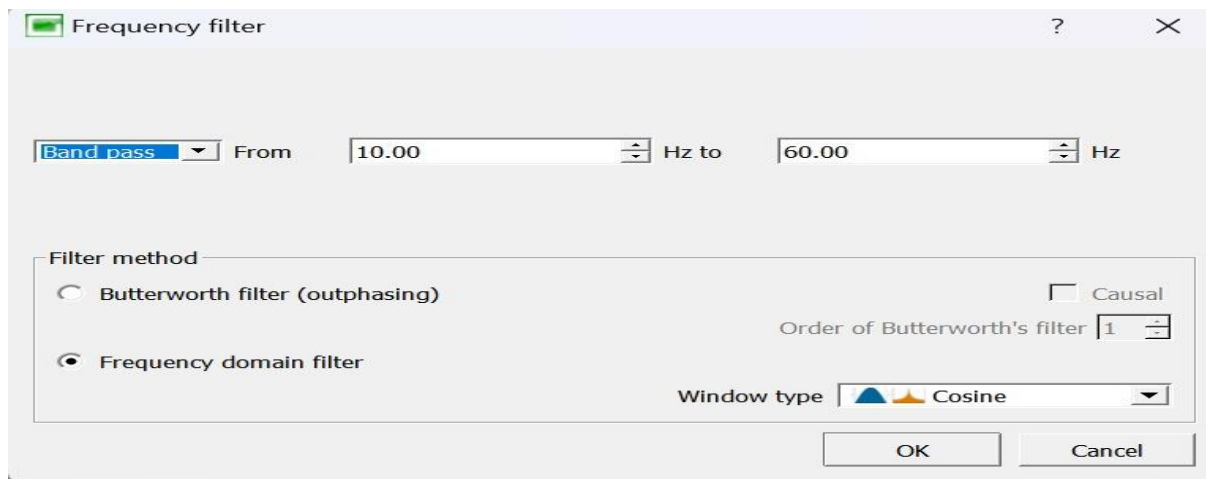 Frequency filter ?
Band pass From 10.00 Hz to 60.00 Hz
Filter method
Butterworth filter (outphasing) Causal
Order of Butterworth's filter 1
Frequency domain filter
Window type Cosine
OK Cancel